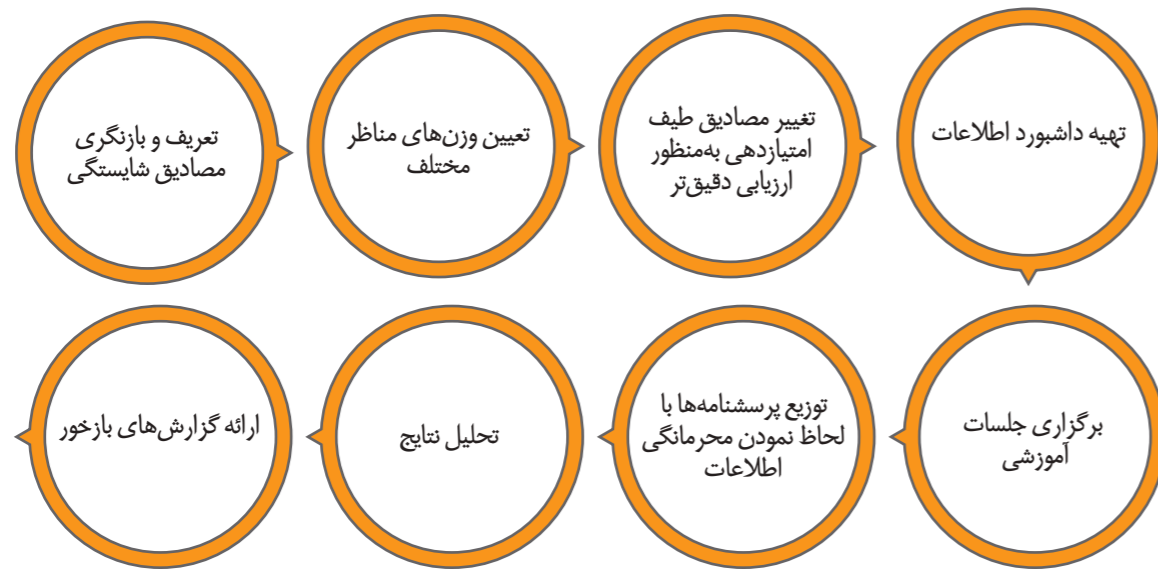 تعریف و بازنگری
مصادیق شایستگی
تعیین وزن‌های مناظر
مختلف
تغییر مصادیق طیف
امتیازدهی به‌منظور
ارزیابی دقیق‌تر
تهیه داشبورد اطلاعات
برگزاری جلسات
آموزشی
توزیع پرسشنامه‌ها با
لحاظ نمودن محرمانگی
اطلاعات
تحلیل نتایج
ارائه گزارش‌های بازخور